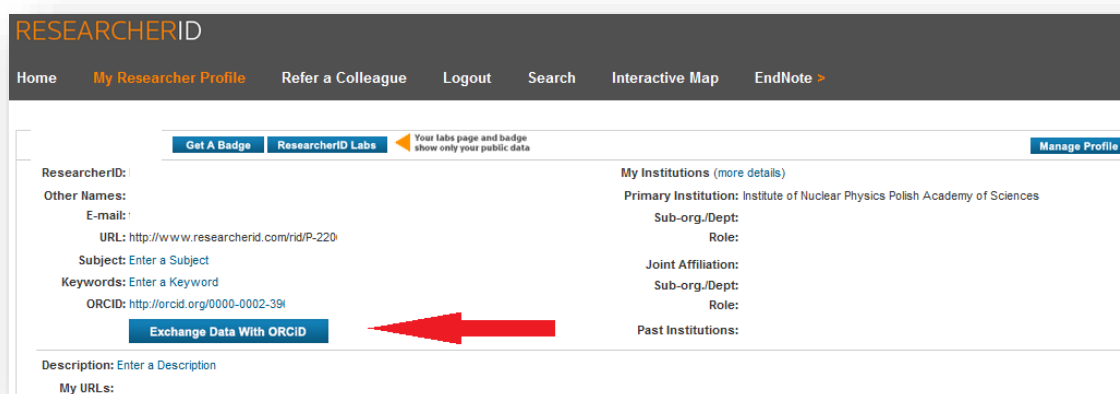 RESEARCHERID
Home My Researcher Profile Refer a Colleague Logout Search Interactive Map EndNote >
Get A Badge ResearcherID Labs Your labs page and badge
show only your public data
Manage Profile
ResearcherID:
Other Names:
E-mail:
URL: http://www.researcherid.com/rid/P-220
Subject: Enter a Subject
Keywords: Enter a Keyword
ORCID: http://orcid.org/0000-0002-39
Exchange Data With ORCiD
My Institutions (more details)
Primary Institution: Institute of Nuclear Physics Polish Academy of Sciences
Sub-org./Dept:
Role:
Joint Affiliation:
Sub-org./Dept:
Role:
Past Institutions:
Description: Enter a Description
My URLs: